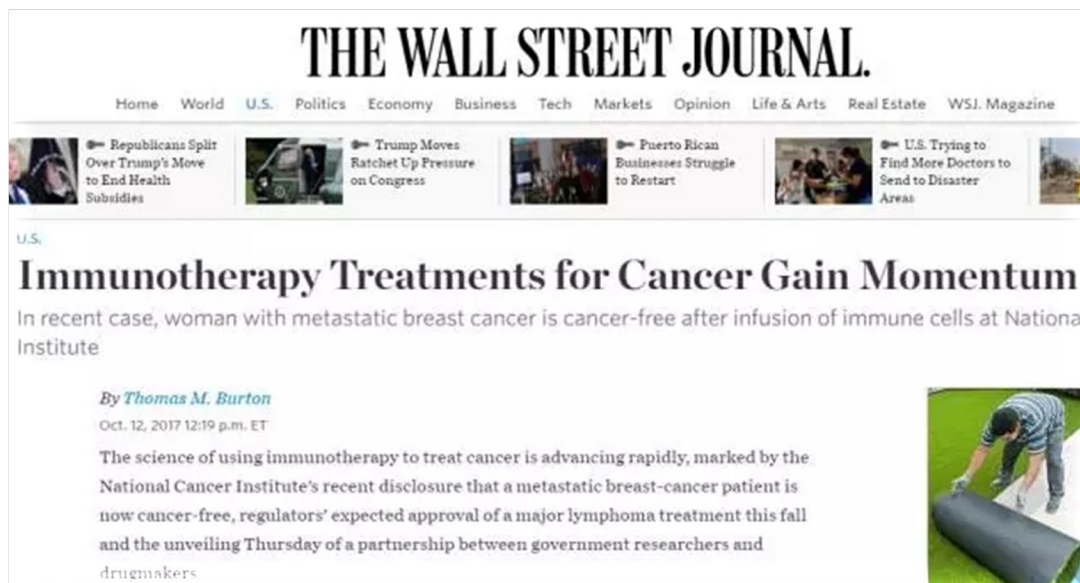 THE WALL STREET JOURNAL.
Home World U.S. Politics Economy Business Tech Markets Opinion Life & Arts Real Estate WSJ. Magazine
Republicans Split
Over Trump's Move
to End Health
Subsidies
Trump Moves
Ratchet Up Pressure
on Congress
Puerto Rican
Businesses Struggle
to Restart
U.S. Trying to
Find More Doctors to
Send to Disaster
Areas
U.S.
Immunotherapy Treatments for Cancer Gain Momentum
In recent case, woman with metastatic breast cancer is cancer-free after infusion of immune cells at Nationa
Institute
By Thomas M. Burton
Oct. 12, 2017 12:19 p.m. ET
The science of using immunotherapy to treat cancer is advancing rapidly, marked by the
National Cancer Institute's recent disclosure that a metastatic breast-cancer patient is
now cancer-free, regulators' expected approval of a major lymphoma treatment this fall
and the unveiling Thursday of a partnership between government researchers and
drugmakers